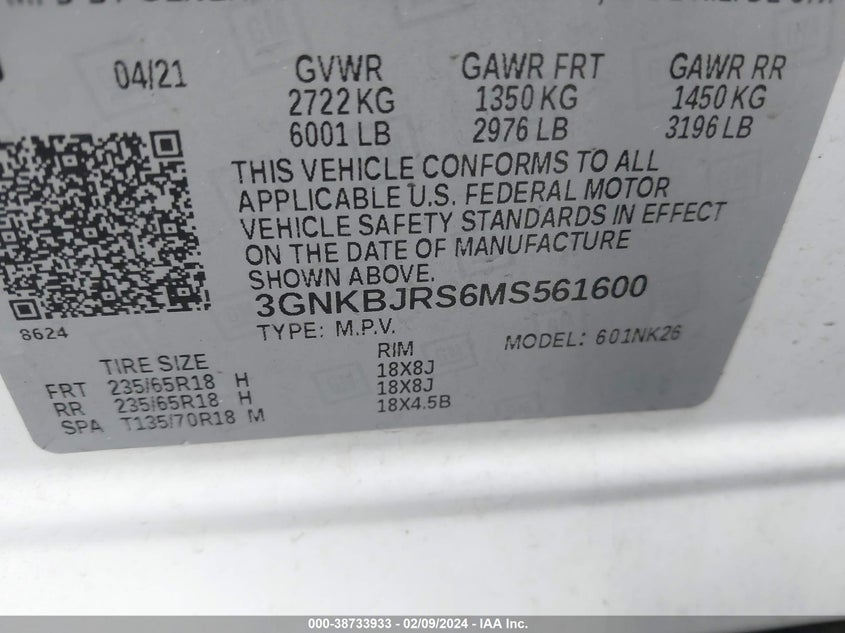 04/21 GVWR GAWR FRT GAWR RR
2722 KG 1350 KG 1450 KG
6001 LB 2976 LB 3196 LB
THIS VEHICLE CONFORMS TO ALL
APPLICABLE U.S. FEDERAL MOTOR
VEHICLE SAFETY STANDARDS IN EFFECT
ON THE DATE OF MANUFACTURE
SHOWN ABOVE.
3GNKBJRS6MS561600
8624
TYPE: M.P.V. MODEL: 601NK26
TIRE SIZE RIM
FRT 235/65R18 H 18X8J
RR 235/65R18 H 18X8J
SPA T135/70R18 M 18X4.5B
000-38733933 - 02/09/2024 - IAA Inc.